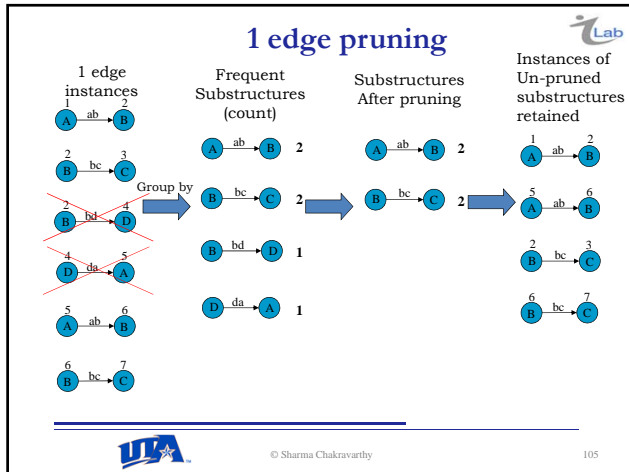 1 edge pruning
iLab
1 edge
instances
1 2
A ab B
2 3
B bc C
2 4
B bd D
4 5
D da A
5 6
A ab B
6 7
B bc C
Group by
Frequent
Substructures
(count)
A ab B 2
B bc C 2
B bd D 1
D da A 1
Substructures
After pruning
A ab B 2
B bc C 2
Instances of
Un-pruned
substructures
retained
1 2
A ab B
5 6
A ab B
2 3
B bc C
6 7
B bc C
UTA
© Sharma Chakravarthy
105